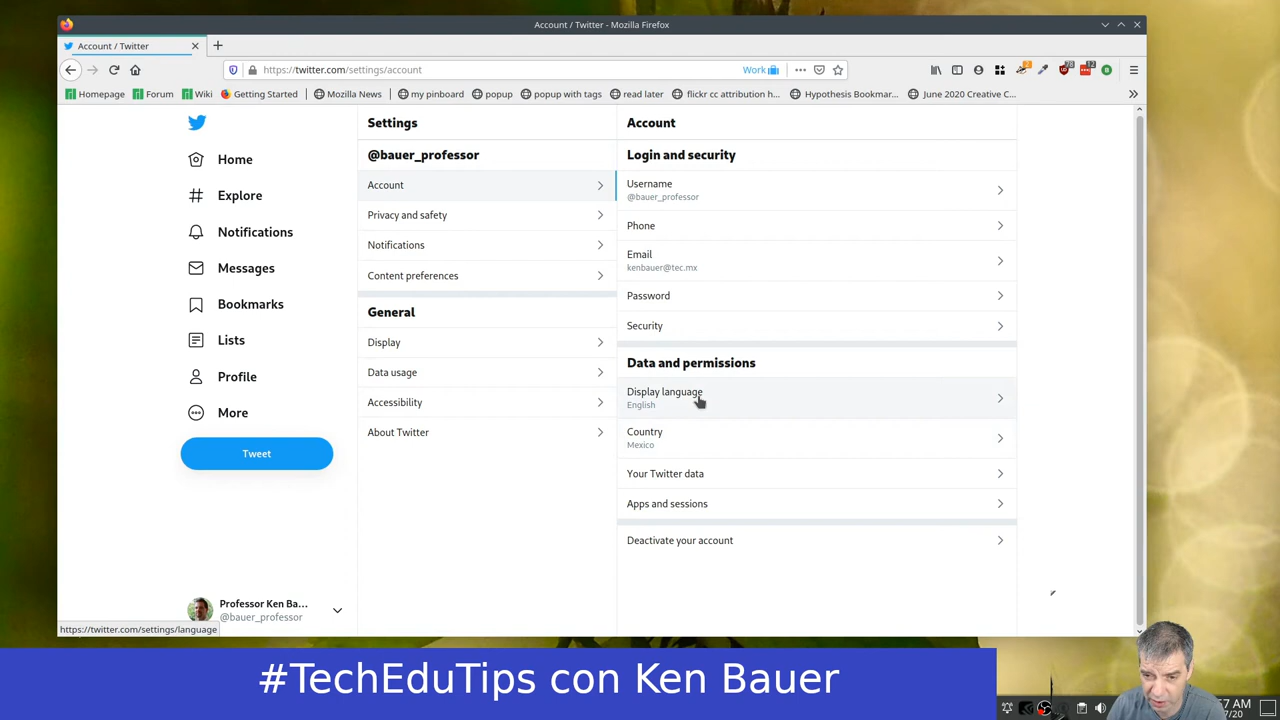 Account / Twitter - Mozilla Firefox
Account / Twitter
https://twitter.com/settings/account
Work
Homepage
Forum
Wiki
Getting Started
Mozilla News
my pinboard
popup
popup with tags
read later
flickr cc attribution h...
Hypothesis Bookmar...
June 2020 Creative C...
Home
Explore
Notifications
Messages
Bookmarks
Lists
Profile
More
Tweet
Professor Ken Ba...
@bauer_professor
Settings
@bauer_professor
Account
Privacy and safety
Notifications
Content preferences
General
Display
Data usage
Accessibility
About Twitter
Account
Login and security
Username
@bauer_professor
Phone
Email
kenbauer@tec.mx
Password
Security
Data and permissions
Display language
English
Country
Mexico
Your Twitter data
Apps and sessions
Deactivate your account
https://twitter.com/settings/language
#TechEduTips con Ken Bauer